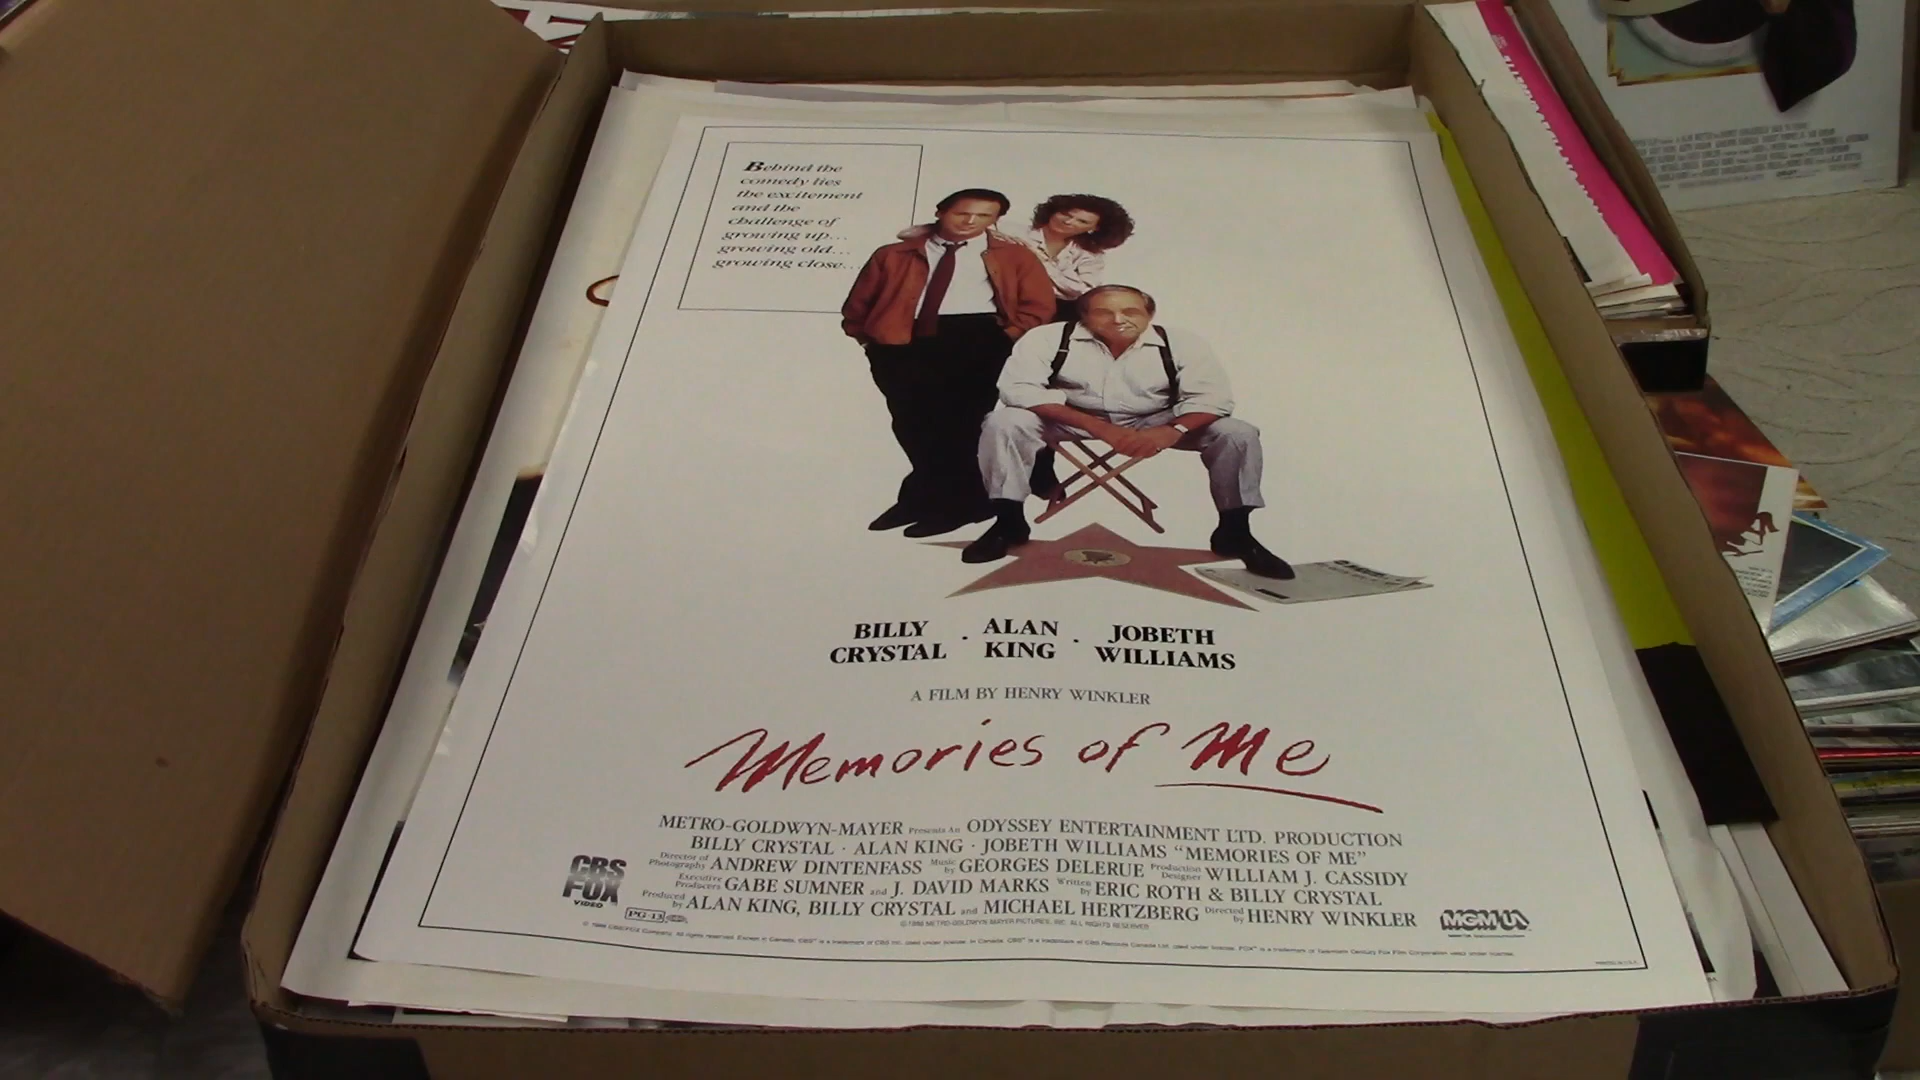 Behind the
comedy lies
the excitement
and the
challenge of
growing up...
growing old...
growing close...
BILLY CRYSTAL · ALAN KING · JOBETH WILLIAMS
A FILM BY HENRY WINKLER
Memories of Me
METRO-GOLDWYN-MAYER Presents An ODYSSEY ENTERTAINMENT LTD. PRODUCTION
BILLY CRYSTAL · ALAN KING · JOBETH WILLIAMS "MEMORIES OF ME"
Director of Photography ANDREW DINTENFASS Music by GEORGES DELERUE Production Designer WILLIAM J. CASSIDY
Executive Producers GABE SUMNER and J. DAVID MARKS Written by ERIC ROTH & BILLY CRYSTAL
Produced by ALAN KING, BILLY CRYSTAL and MICHAEL HERTZBERG Directed by HENRY WINKLER
CBS
FOX
VIDEO
PG-13
MGM/UA